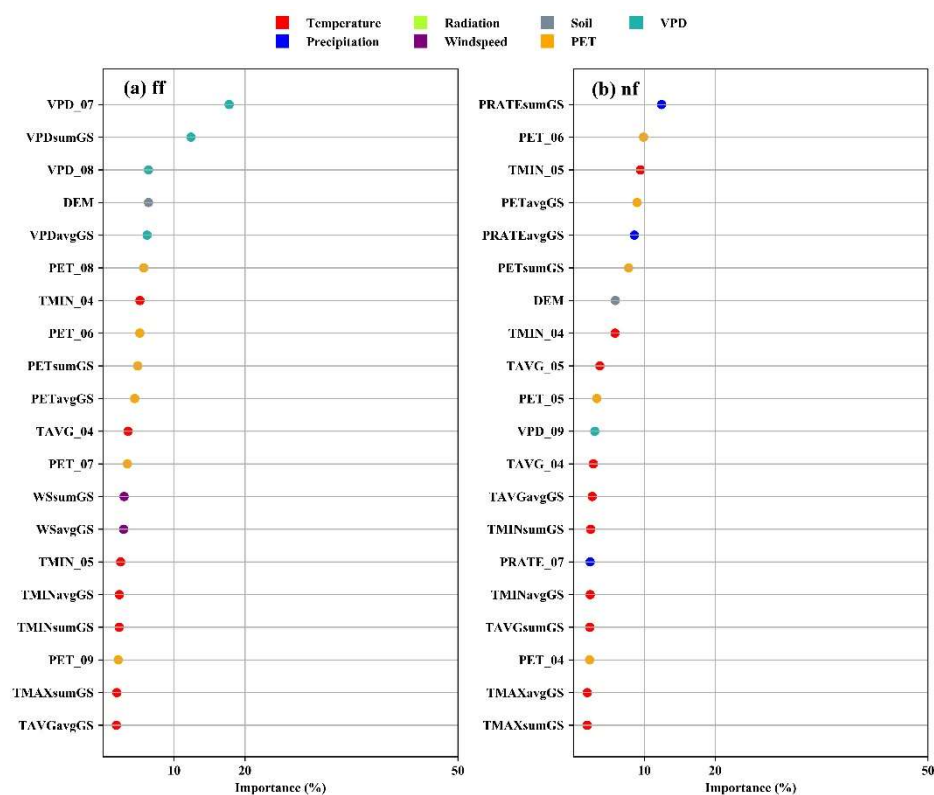 Temperature Radiation Soil VPD
Precipitation Windspeed PET
(a) ff
VPD_07
VPDsumGS
VPD_08
DEM
VPDavgGS
PET_08
TMIN_04
PET_06
PETsumGS
PETavgGS
TAVG_04
PET_07
WSsumGS
WSavgGS
TMIN_05
TMINavgGS
TMINsumGS
PET_09
TMAXsumGS
TAVGavgGS
10 20 50
Importance (%)
(b) nf
PRATEsumGS
PET_06
TMIN_05
PETavgGS
PRATEavgGS
PETsumGS
DEM
TMIN_04
TAVG_05
PET_05
VPD_09
TAVG_04
TAVGavgGS
TMINsumGS
PRATE_07
TMINavgGS
TAVGsumGS
PET_04
TMAXavgGS
TMAXsumGS
10 20 50
Importance (%)